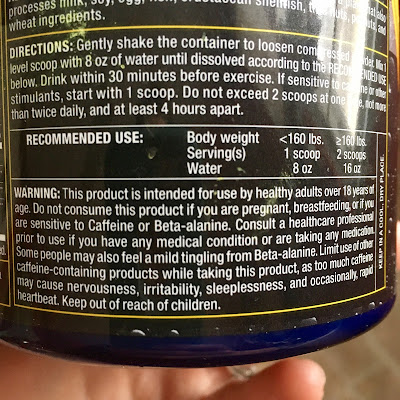 processes milk, soy, egg,
wheat ingredients.
DIRECTIONS: Gently shake the container to loosen compressed powder. Mix 1
level scoop with 8 oz of water until dissolved according to the RECOMMENDED USE
below. Drink within 30 minutes before exercise. If sensitive to caffeine or other
stimulants, start with 1 scoop. Do not exceed 2 scoops at one time, not more
than twice daily, and at least 4 hours apart.
RECOMMENDED USE: Body weight <160 lbs. ≥160 lbs.
Serving(s) 1 scoop 2 scoops
Water 8 oz 16 oz
WARNING: This product is intended for use by healthy adults over 18 years of
age. Do not consume this product if you are pregnant, breastfeeding, or if you
are sensitive to Caffeine or Beta-alanine. Consult a healthcare professional
prior to use if you have any medical condition or are taking any medication.
Some people may also feel a mild tingling from Beta-alanine. Limit use of other
caffeine-containing products while taking this product, as too much caffeine
may cause nervousness, irritability, sleeplessness, and occasionally, rapid
heartbeat. Keep out of reach of children.
KEEP IN A COOL, DRY PLACE.